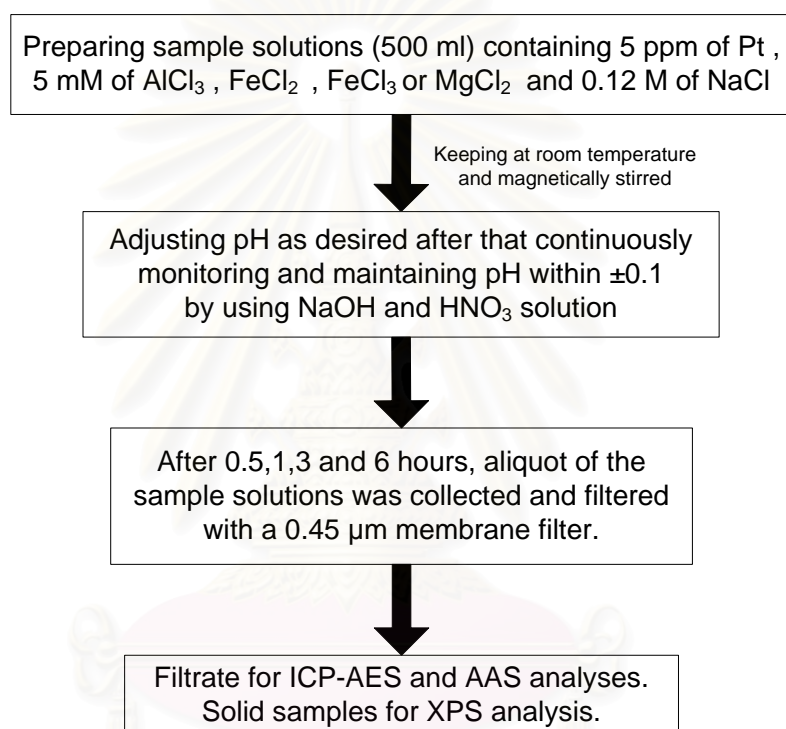 Preparing sample solutions (500 ml) containing 5 ppm of Pt ,
5 mM of AlCl₃ , FeCl₂ , FeCl₃ or MgCl₂ and 0.12 M of NaCl
Keeping at room temperature
and magnetically stirred
Adjusting pH as desired after that continuously
monitoring and maintaining pH within ±0.1
by using NaOH and HNO₃ solution
After 0.5,1,3 and 6 hours, aliquot of the
sample solutions was collected and filtered
with a 0.45 µm membrane filter.
Filtrate for ICP-AES and AAS analyses.
Solid samples for XPS analysis.